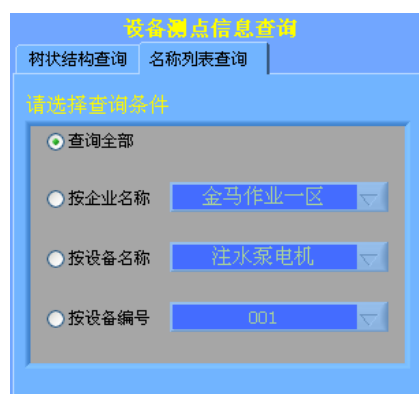 设备测点信息查询
树状结构查询 名称列表查询
请选择查询条件
查询全部
按企业名称 金马作业一区
按设备名称 注水泵电机
按设备编号 001